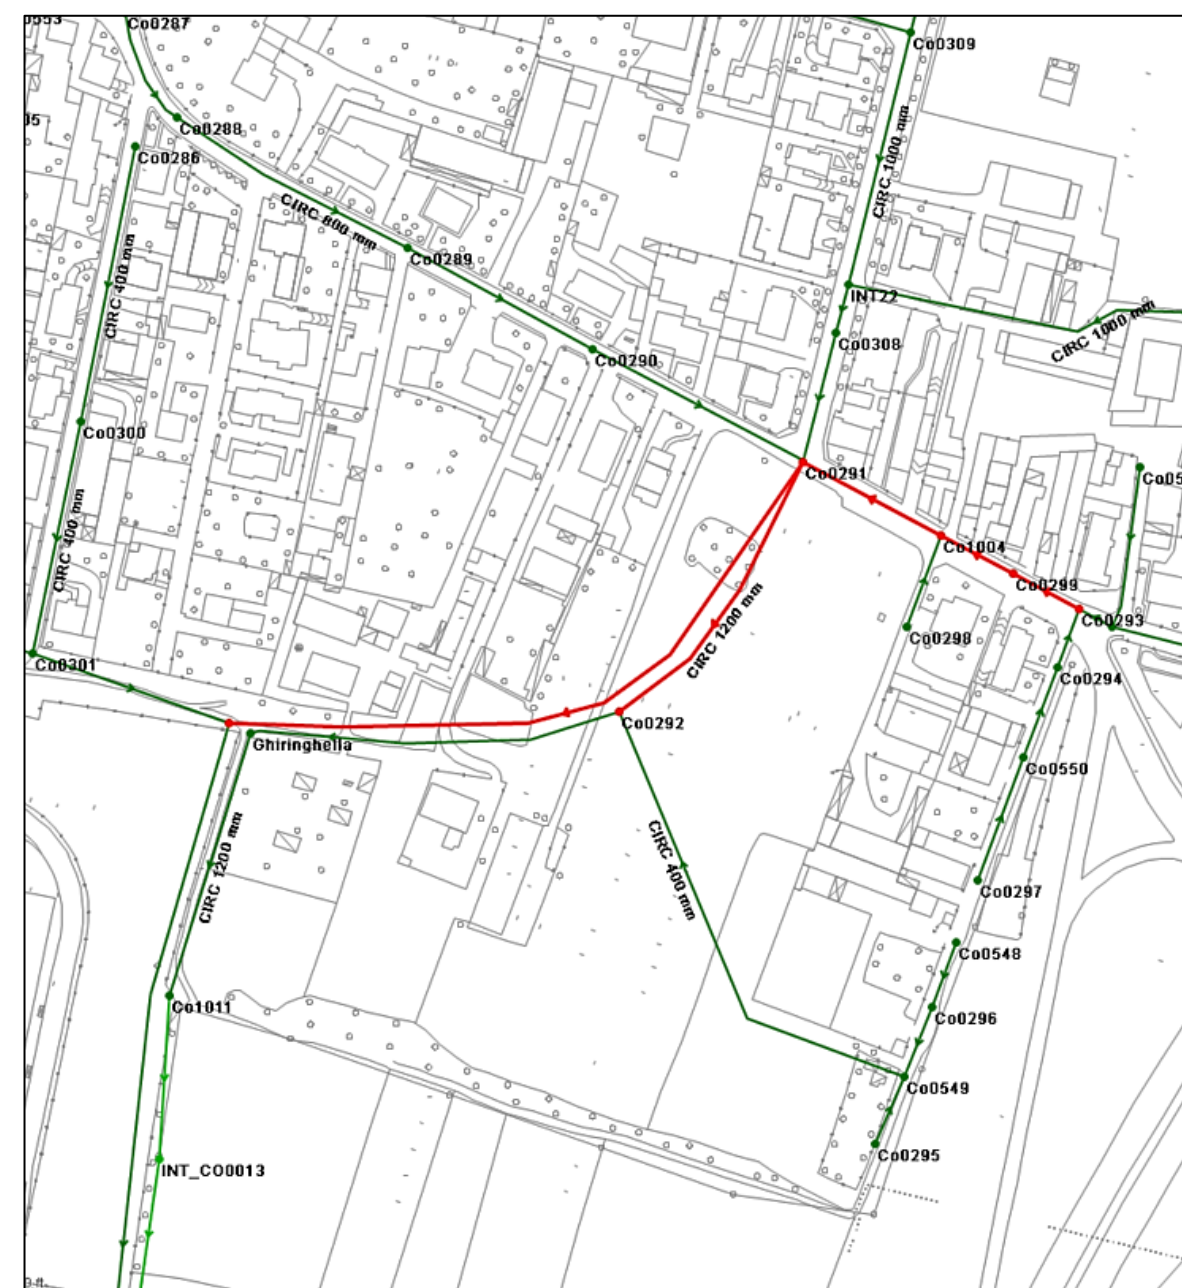 Co0287
Co0309
Co0288
Co0286
CIRC 1000 mm
CIRC 800 mm
CIRC 400 mm
Co0289
INT22
CIRC 1000 mm
Co0308
Co0290
Co0300
Co0291
Co05
CIRC 400 mm
Co1004
Co0299
CIRC 1200 mm
Co0293
Co0298
Co0301
Co0294
Co0292
Ghiringhella
Co0550
CIRC 400 mm
CIRC 1200 mm
Co0297
Co0548
Co1011
Co0296
Co0549
Co0295
INT_CO0013